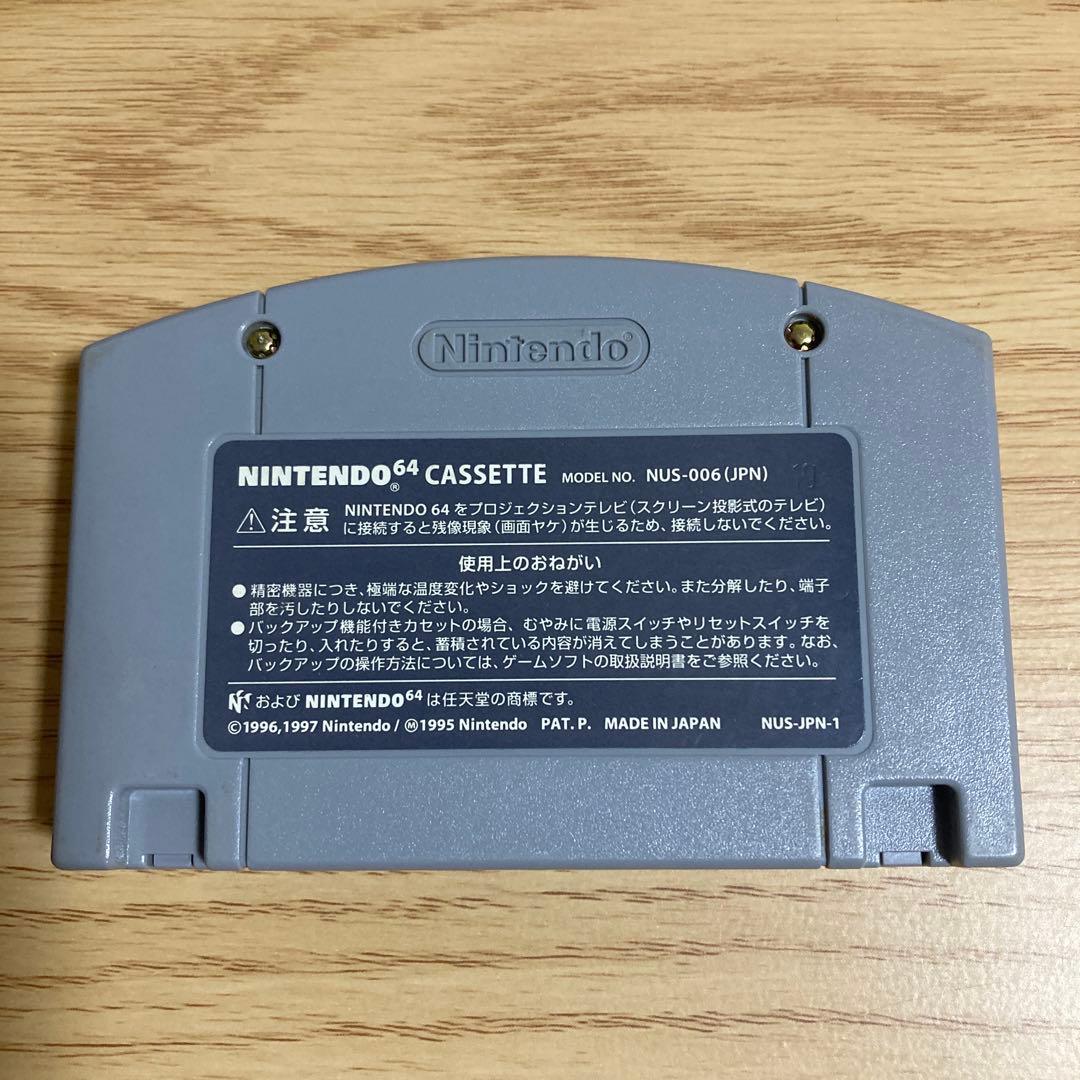 Nintendo®
NINTENDO64® CASSETTE MODEL NO. NUS-006(JPN)
⚠注意 NINTENDO 64 をプロジェクションテレビ(スクリーン投影式のテレビ)
に接続すると残像現象(画面ヤケ)が生じるため、接続しないでください。
使用上のおねがい
●精密機器につき、極端な温度変化やショックを避けてください。また分解したり、端子
部を汚したりしないでください。
●バックアップ機能付きカセットの場合、むやみに電源スイッチやリセットスイッチを
切ったり、入れたりすると、蓄積されている内容が消えてしまうことがあります。なお、
バックアップの操作方法については、ゲームソフトの取扱説明書をご参照ください。
および NINTENDO64 は任天堂の商標です。
©1996,1997 Nintendo / Ⓜ1995 Nintendo PAT. P. MADE IN JAPAN NUS-JPN-1